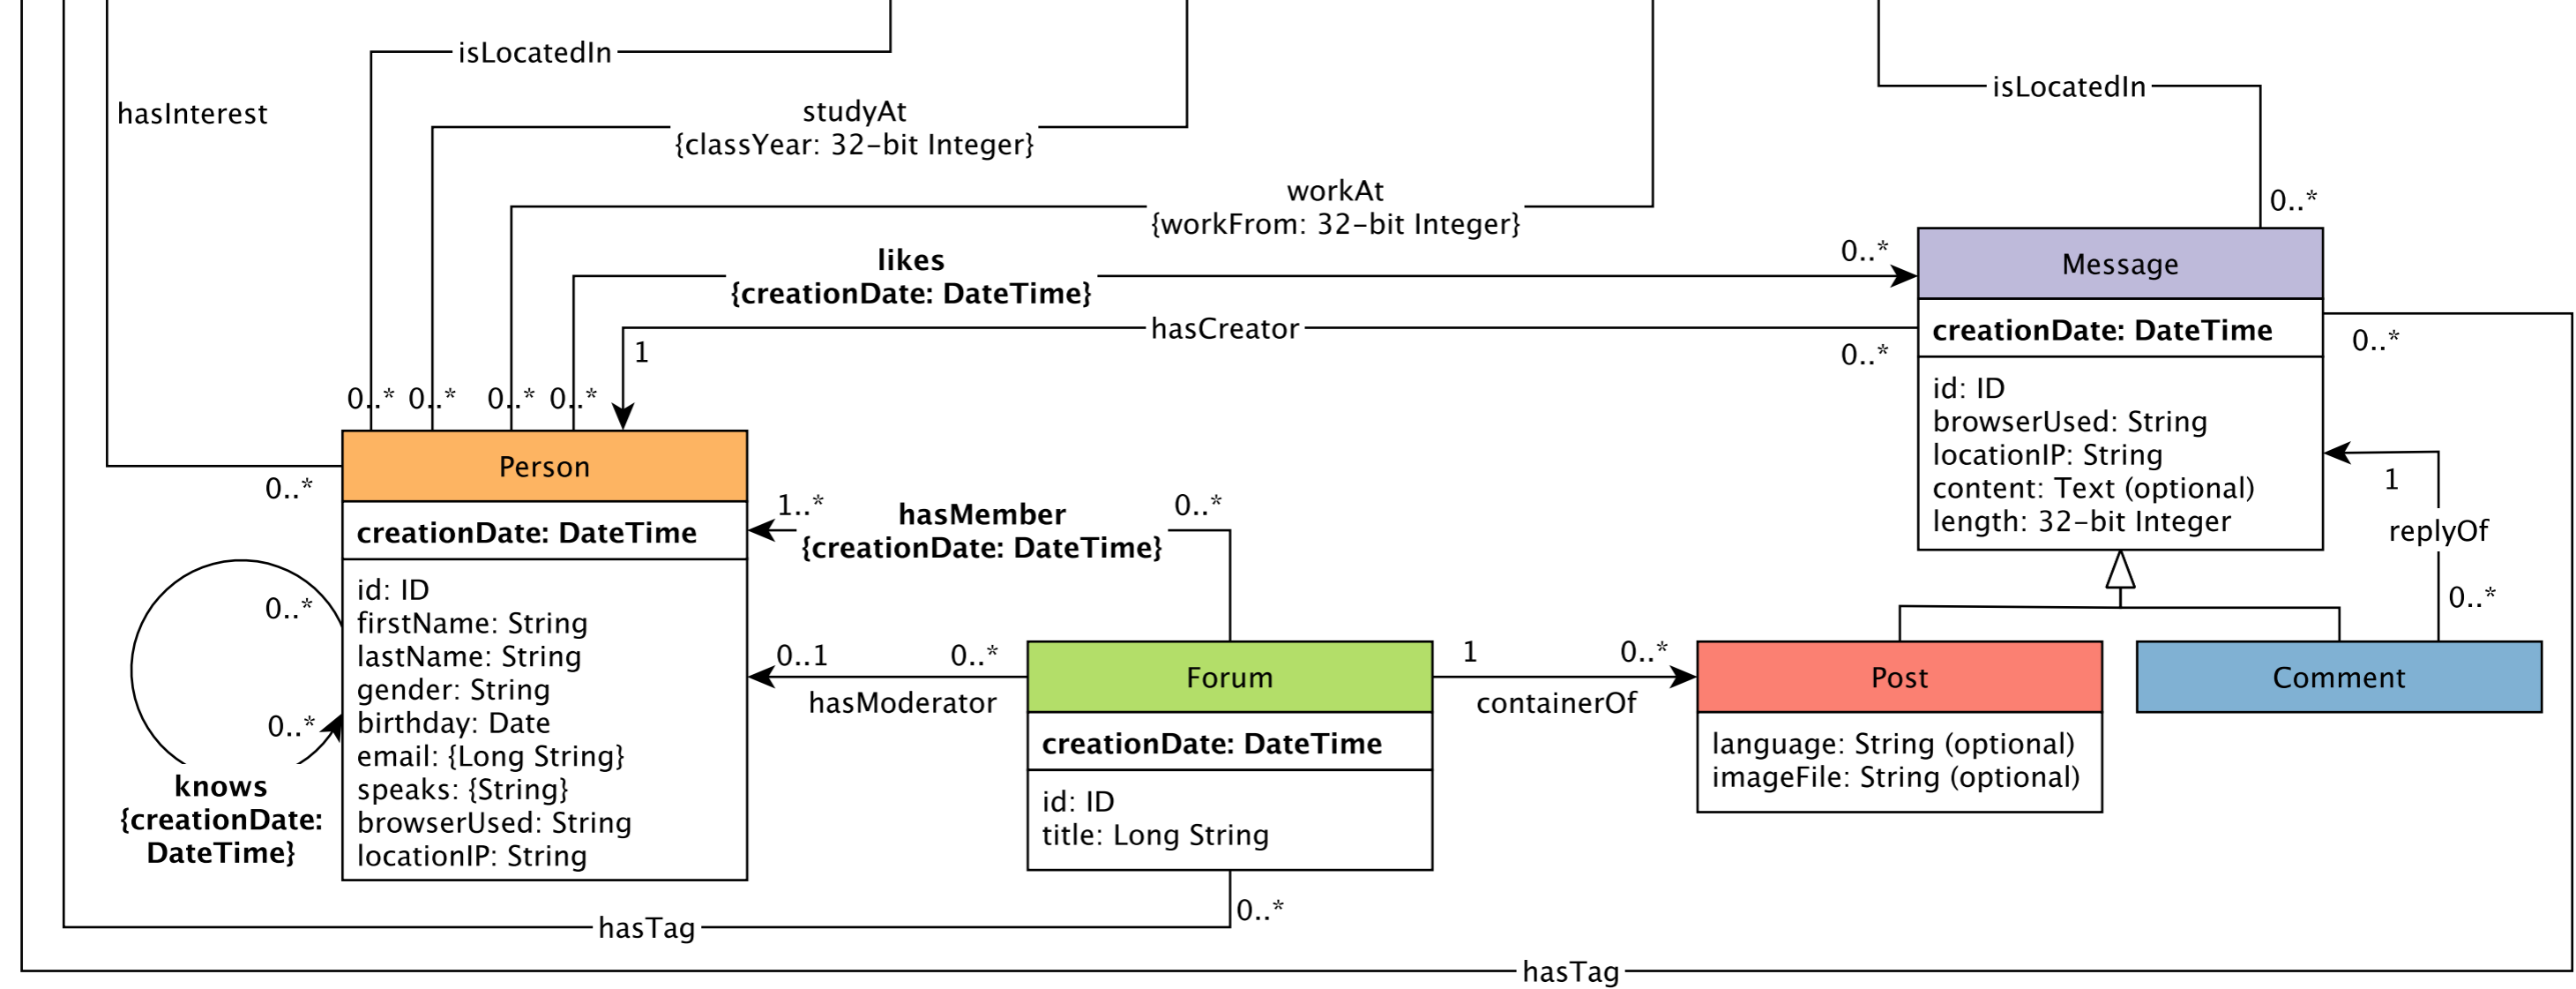 isLocatedIn
isLocatedIn
hasInterest
studyAt
{classYear: 32-bit Integer}
workAt
{workFrom: 32-bit Integer}
0..*
likes
{creationDate: DateTime}
0..*
Message
hasCreator
1
0..*
creationDate: DateTime
0..*
id: ID
browserUsed: String
locationIP: String
content: Text (optional)
length: 32-bit Integer
0..* 0..* 0..* 0..*
Person
0..*
creationDate: DateTime
id: ID
firstName: String
lastName: String
gender: String
birthday: Date
email: {Long String}
speaks: {String}
browserUsed: String
locationIP: String
0..*
0..*
knows
{creationDate:
DateTime}
1..*
hasMember
{creationDate: DateTime}
0..*
1
replyOf
0..*
0..1
0..*
hasModerator
Forum
creationDate: DateTime
id: ID
title: Long String
1
0..*
containerOf
Post
language: String (optional)
imageFile: String (optional)
Comment
0..*
hasTag
hasTag